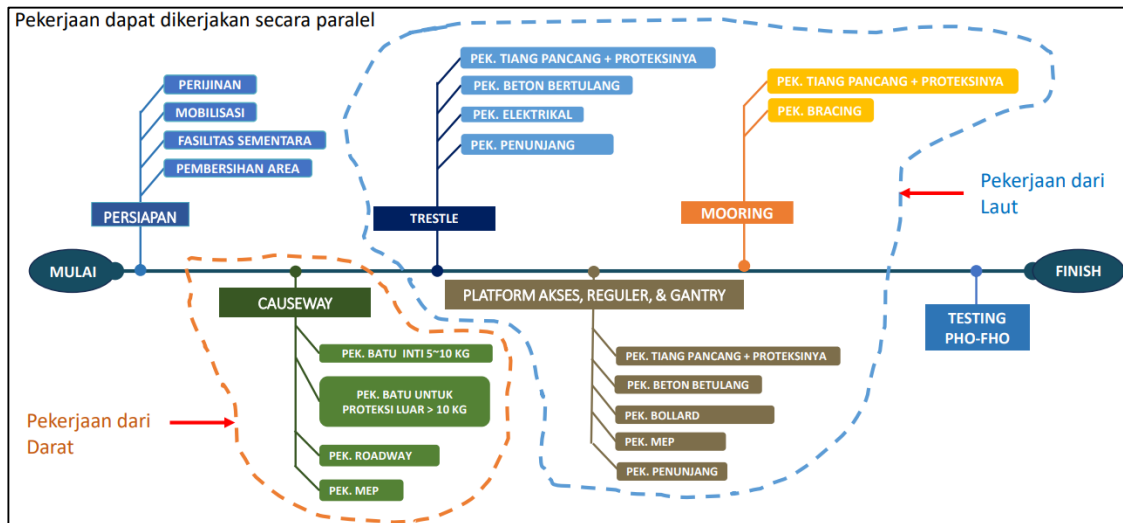 Pekerjaan dapat dikerjakan secara paralel
PERIJINAN
MOBILISASI
FASILITAS SEMENTARA
PEMBERSIHAN AREA
PERSIAPAN
PEK. TIANG PANCANG + PROTEKSINYA
PEK. BETON BERTULANG
PEK. ELEKTRIKAL
PEK. PENUNJANG
TRESTLE
PEK. TIANG PANCANG + PROTEKSINYA
PEK. BRACING
MOORING
Pekerjaan dari
Laut
MULAI
FINISH
CAUSEWAY
PEK. BATU INTI 5~10 KG
PEK. BATU UNTUK
PROTEKSI LUAR > 10 KG
PEK. ROADWAY
PEK. MEP
Pekerjaan dari
Darat
PLATFORM AKSES, REGULER, & GANTRY
PEK. TIANG PANCANG + PROTEKSINYA
PEK. BETON BETULANG
PEK. BOLLARD
PEK. MEP
PEK. PENUNJANG
TESTING
PHO-FHO